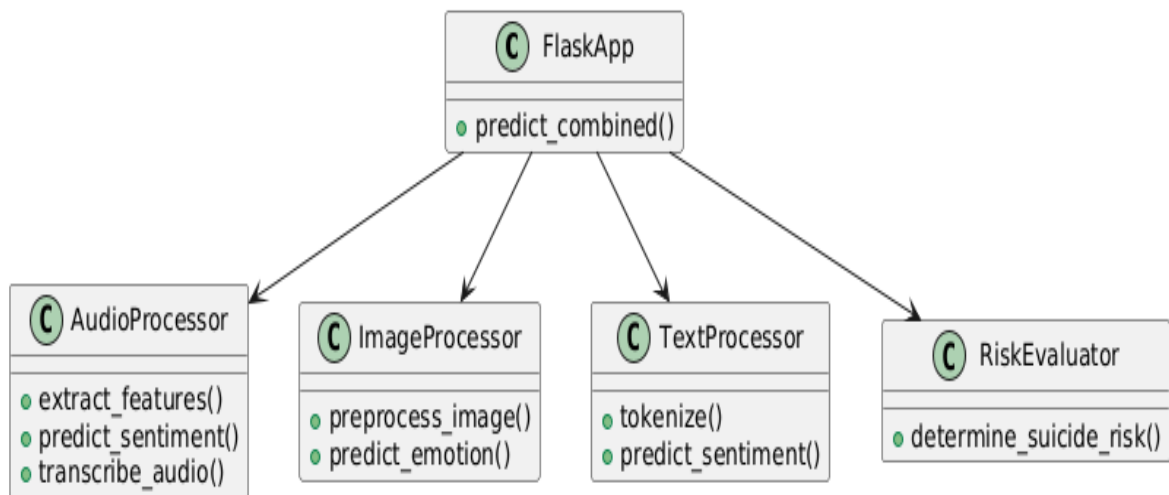 C FlaskApp
predict_combined()
C AudioProcessor
extract_features()
predict_sentiment()
transcribe_audio()
C ImageProcessor
preprocess_image()
predict_emotion()
C TextProcessor
tokenize()
predict_sentiment()
C RiskEvaluator
determine_suicide_risk()